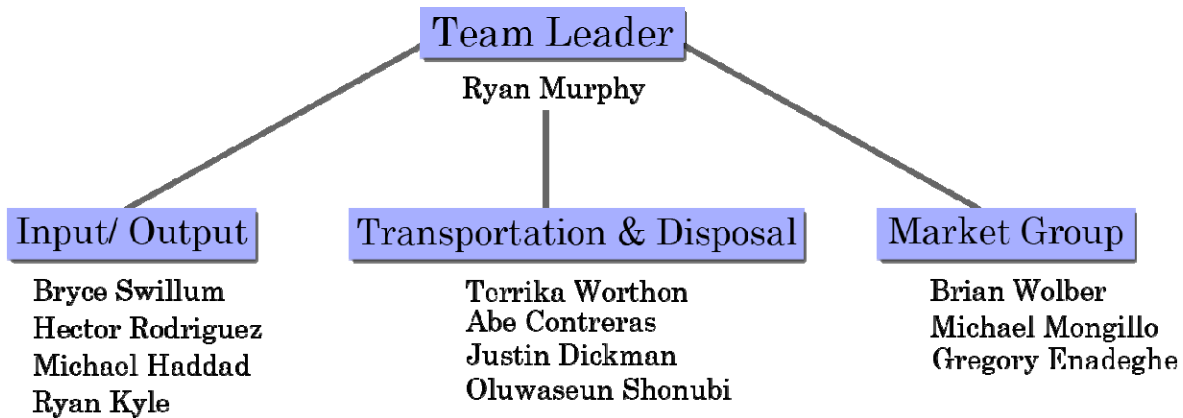 Team Leader
Ryan Murphy
Input/ Output
Bryce Swillum
Hector Rodriguez
Michael Haddad
Ryan Kyle
Transportation & Disposal
Terrika Worthon
Abe Contreras
Justin Dickman
Oluwaseun Shonubi
Market Group
Brian Wolber
Michael Mongillo
Gregory Enadeghe